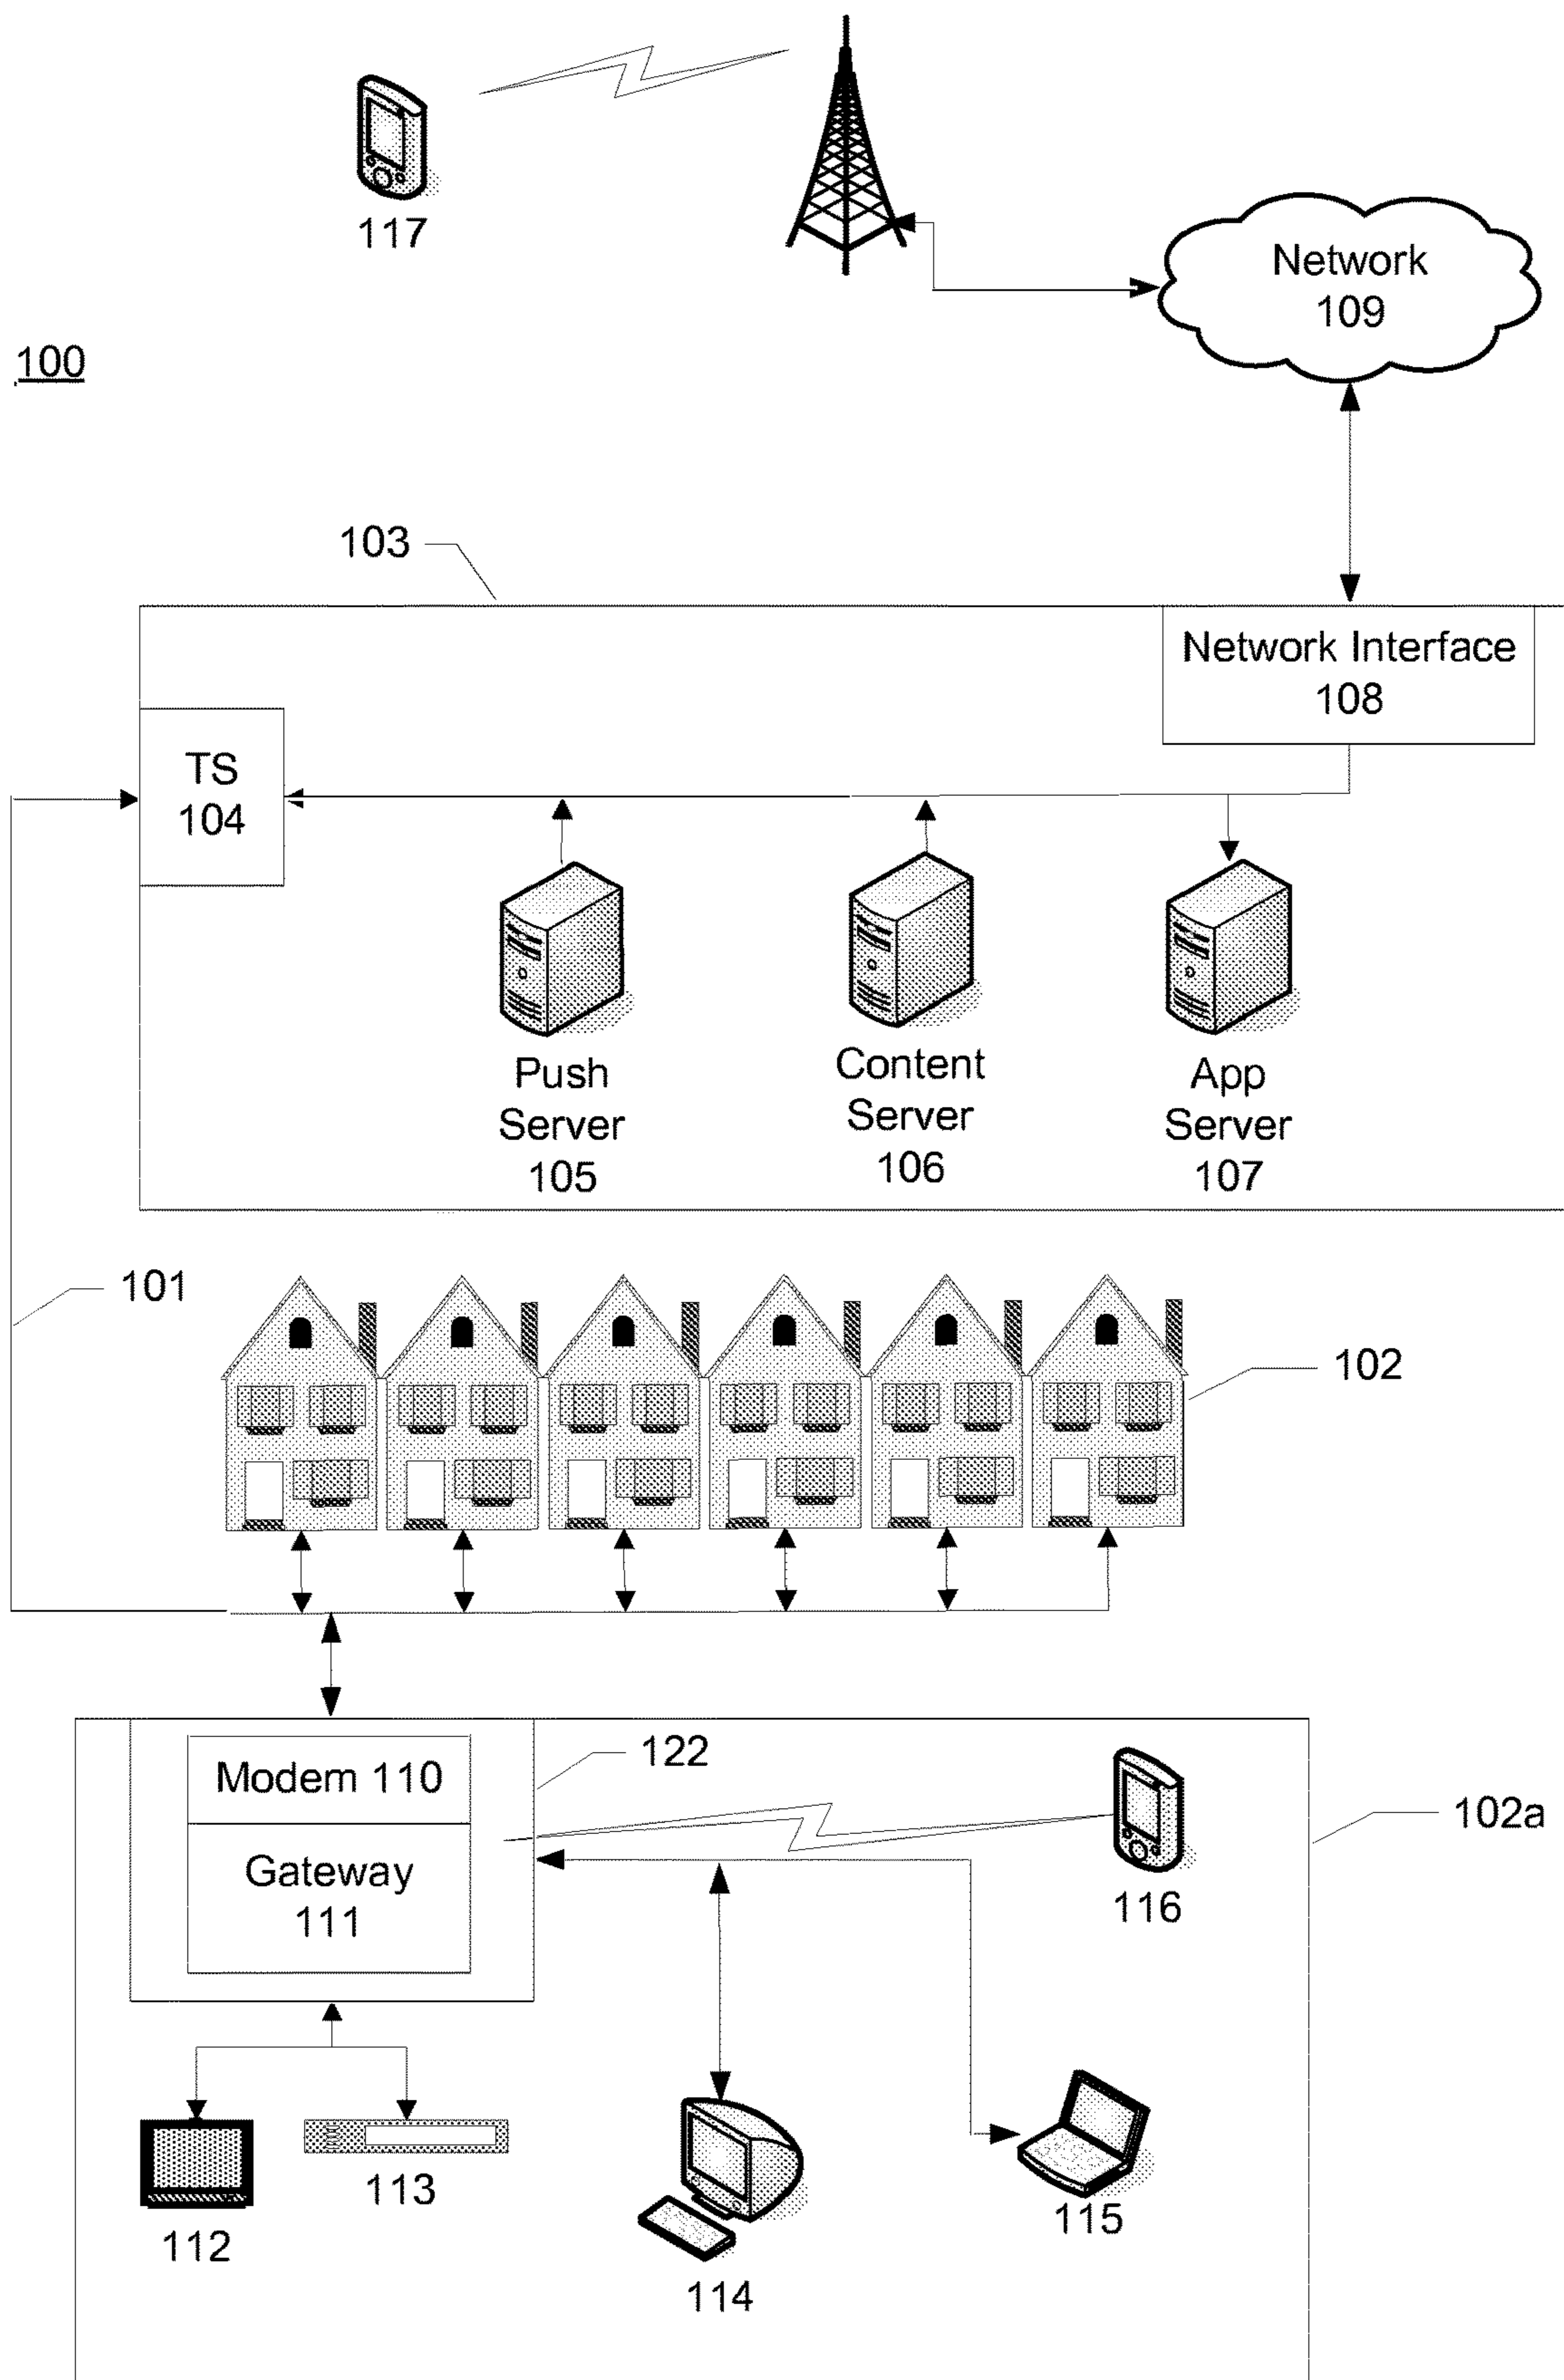 117
Network
109
100
103
Network Interface
108
TS
104
Push
Server
105
Content
Server
106
App
Server
107
101
102
Modem 110
122
102a
Gateway
111
116
113
112
115
114